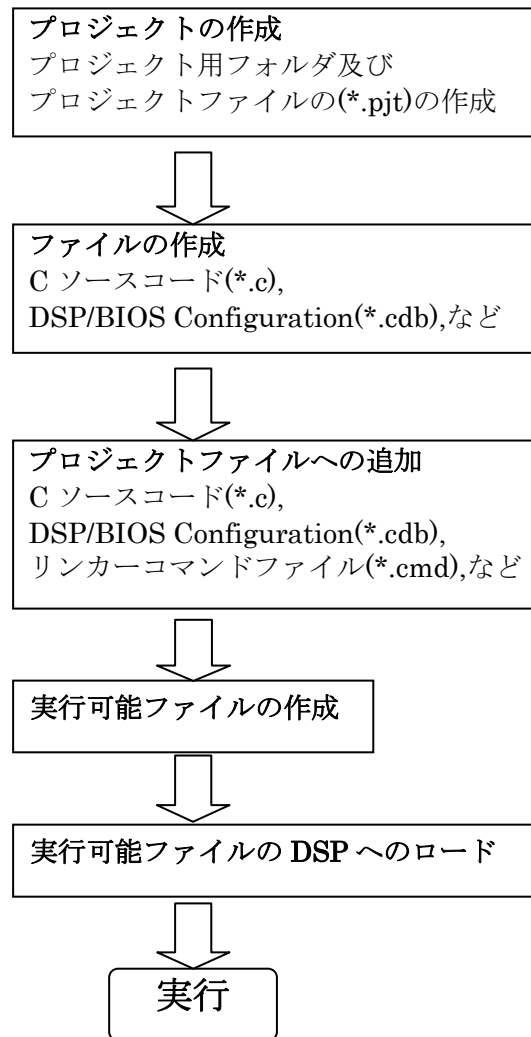 プロジェクトの作成
プロジェクト用フォルダ及び
プロジェクトファイルの(*.pjt)の作成
ファイルの作成
C ソースコード(*.c),
DSP/BIOS Configuration(*.cdb),など
プロジェクトファイルへの追加
C ソースコード(*.c),
DSP/BIOS Configuration(*.cdb),
リンカーコマンドファイル(*.cmd),など
実行可能ファイルの作成
実行可能ファイルの DSP へのロード
実行